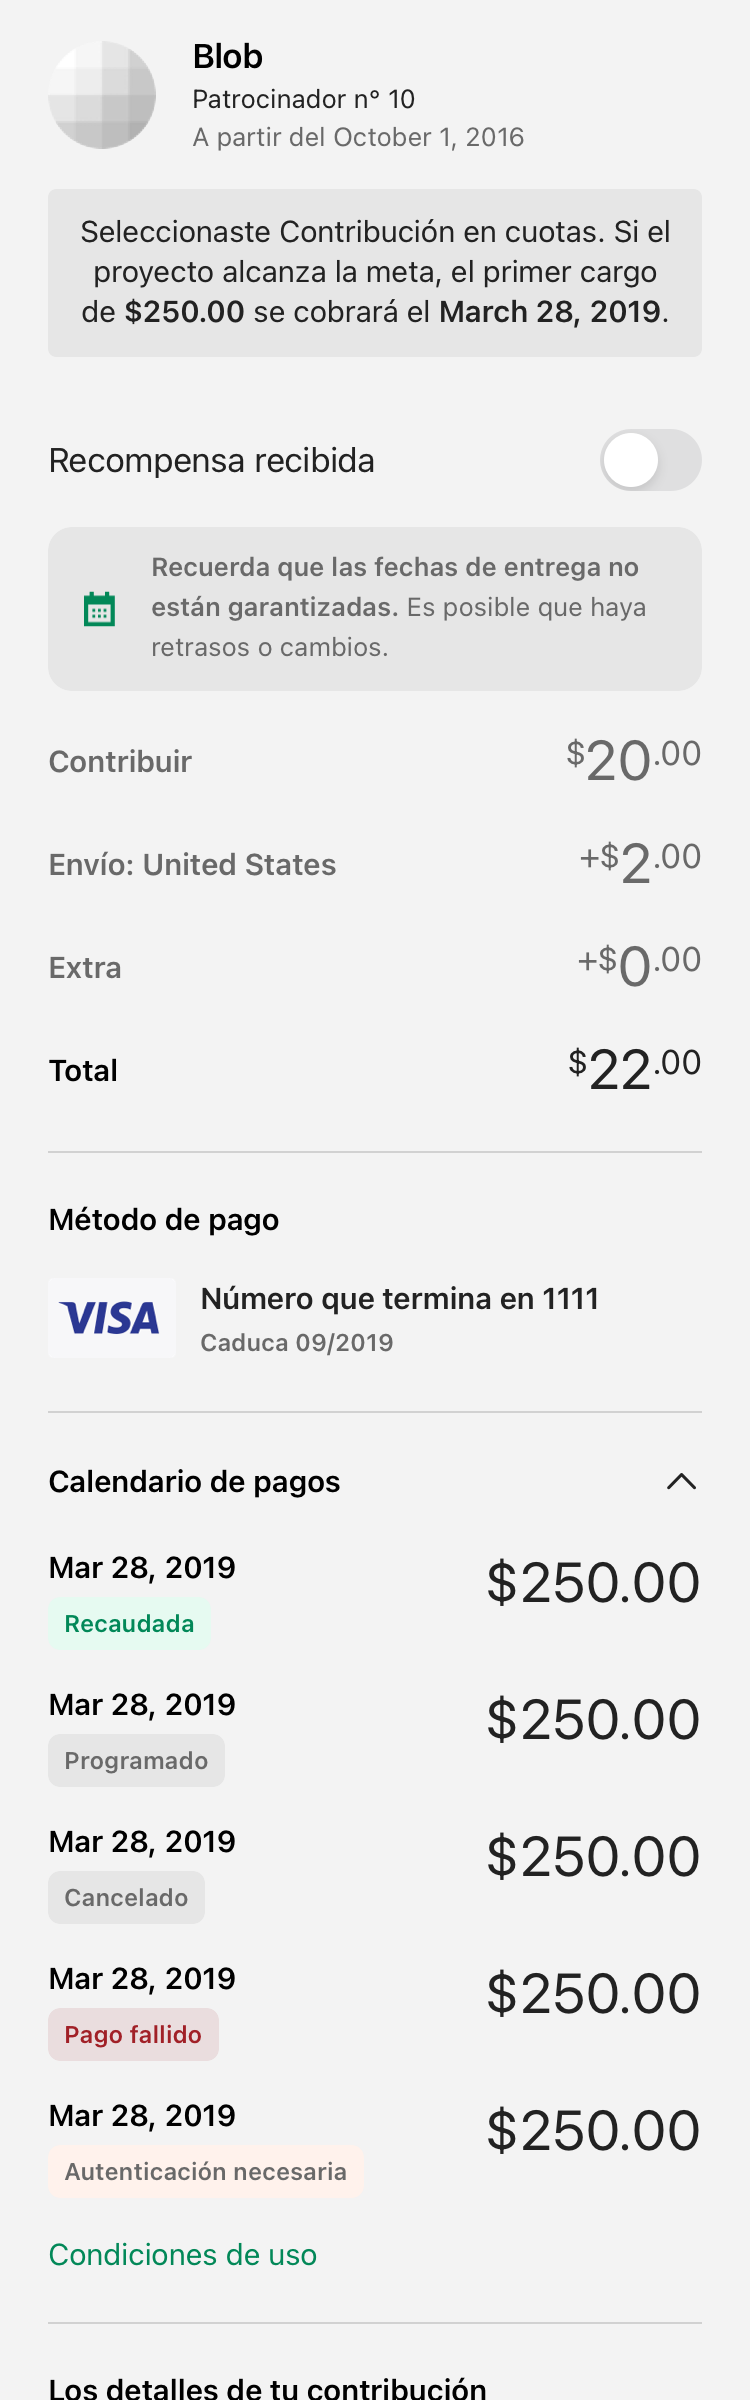 Blob
Patrocinador n° 10
A partir del October 1, 2016
Seleccionaste Contribución en cuotas. Si el
proyecto alcanza la meta, el primer cargo
de $250.00 se cobrará el March 28, 2019.
Recompensa recibida
Recuerda que las fechas de entrega no
están garantizadas. Es posible que haya
retrasos o cambios.
Contribuir $20.00
Envío: United States +$2.00
Extra +$0.00
Total $22.00
Método de pago
VISA
Número que termina en 1111
Caduca 09/2019
Calendario de pagos
Mar 28, 2019 $250.00
Recaudada
Mar 28, 2019 $250.00
Programado
Mar 28, 2019 $250.00
Cancelado
Mar 28, 2019 $250.00
Pago fallido
Mar 28, 2019 $250.00
Autenticación necesaria
Condiciones de uso
Los detalles de tu contribución